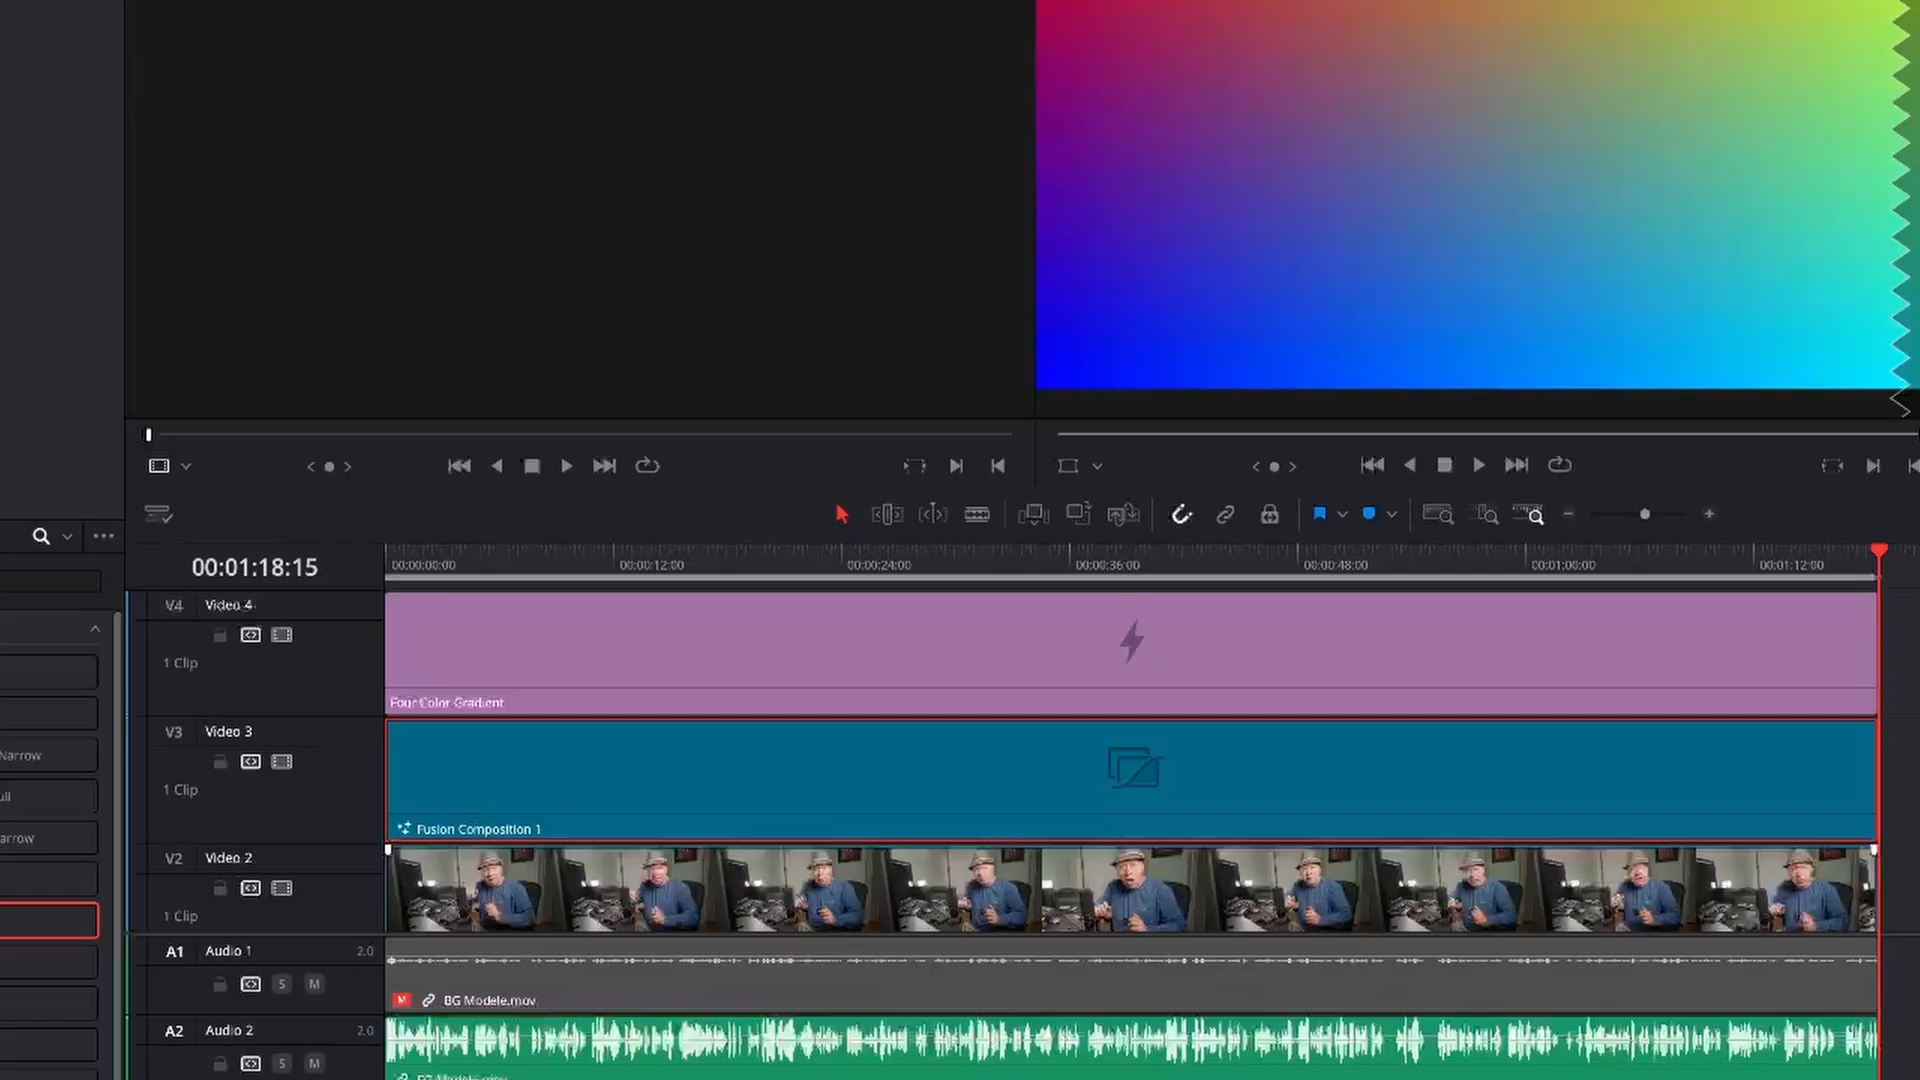 00:01:18:15
00:00:00:00
00:00:12:00
00:00:24:00
00:00:36:00
00:00:48:00
00:01:00:00
00:01:12:00
V4 Video 4
1 Clip
Four Color Gradient
V3 Video 3
Narrow
1 Clip
Fusion Composition 1
V2 Video 2
1 Clip
A1 Audio 1 2.0
S M
M BG Modele.mov
A2 Audio 2 2.0
S M